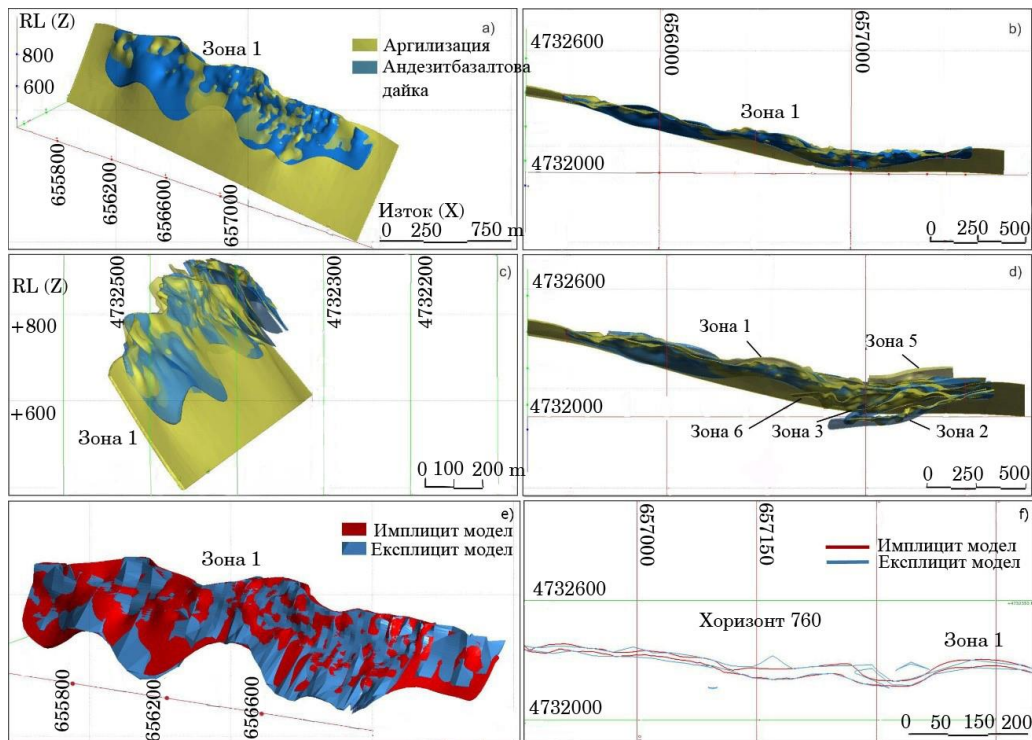 RL (Z)
800
600
Зона 1
a)
Аргилизация
Андезитбазалтова
дайка
655800
656200
656600
657000
Изток (X)
0 250 750 m
b)
4732600
656000
657000
Зона 1
4732000
0 250 500
c)
RL (Z)
4732500
4732300
4732200
+800
+600
Зона 1
0 100 200 m
d)
4732600
Зона 1
Зона 5
4732000
Зона 6
Зона 3
Зона 2
0 250 500
e)
Имплицит модел
Експлицит модел
Зона 1
655800
656200
656600
f)
657000
657150
Имплицит модел
Експлицит модел
4732600
Хоризонт 760
Зона 1
4732000
0 50 150 200